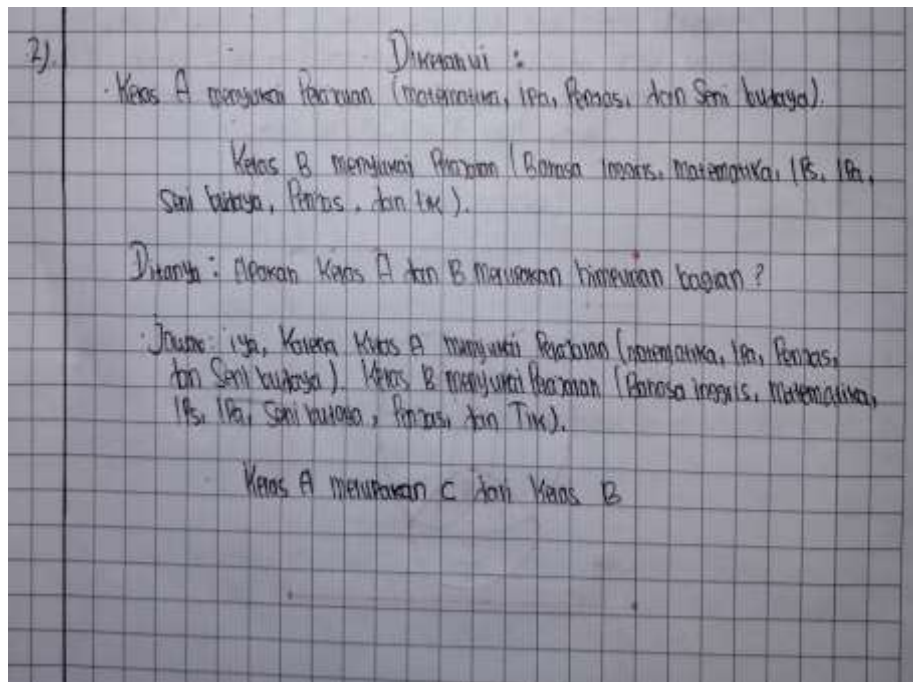 2). Diketahui :
· Kelas A menyukai Pelajaran (matematika, IPA, Penjas, dan Seni budaya).
Kelas B menyukai Pelajaran (Bahasa Inggris, Matematika, IPs, IPA,
Seni budaya, Penjas, dan tik).
Ditanya : Apakah Kelas A dan B Merupakan himpunan bagian ?
Jawab: iya, Karena Kelas A menyukai Pelajaran (matematika, IPA, Penjas,
dan Seni budaya). Kelas B menyukai Pelajaran (Bahasa inggris, Matematika,
IPs, IPA, Seni budaya, Penjas, dan Tik).
Kelas A merupakan C dari Kelas B